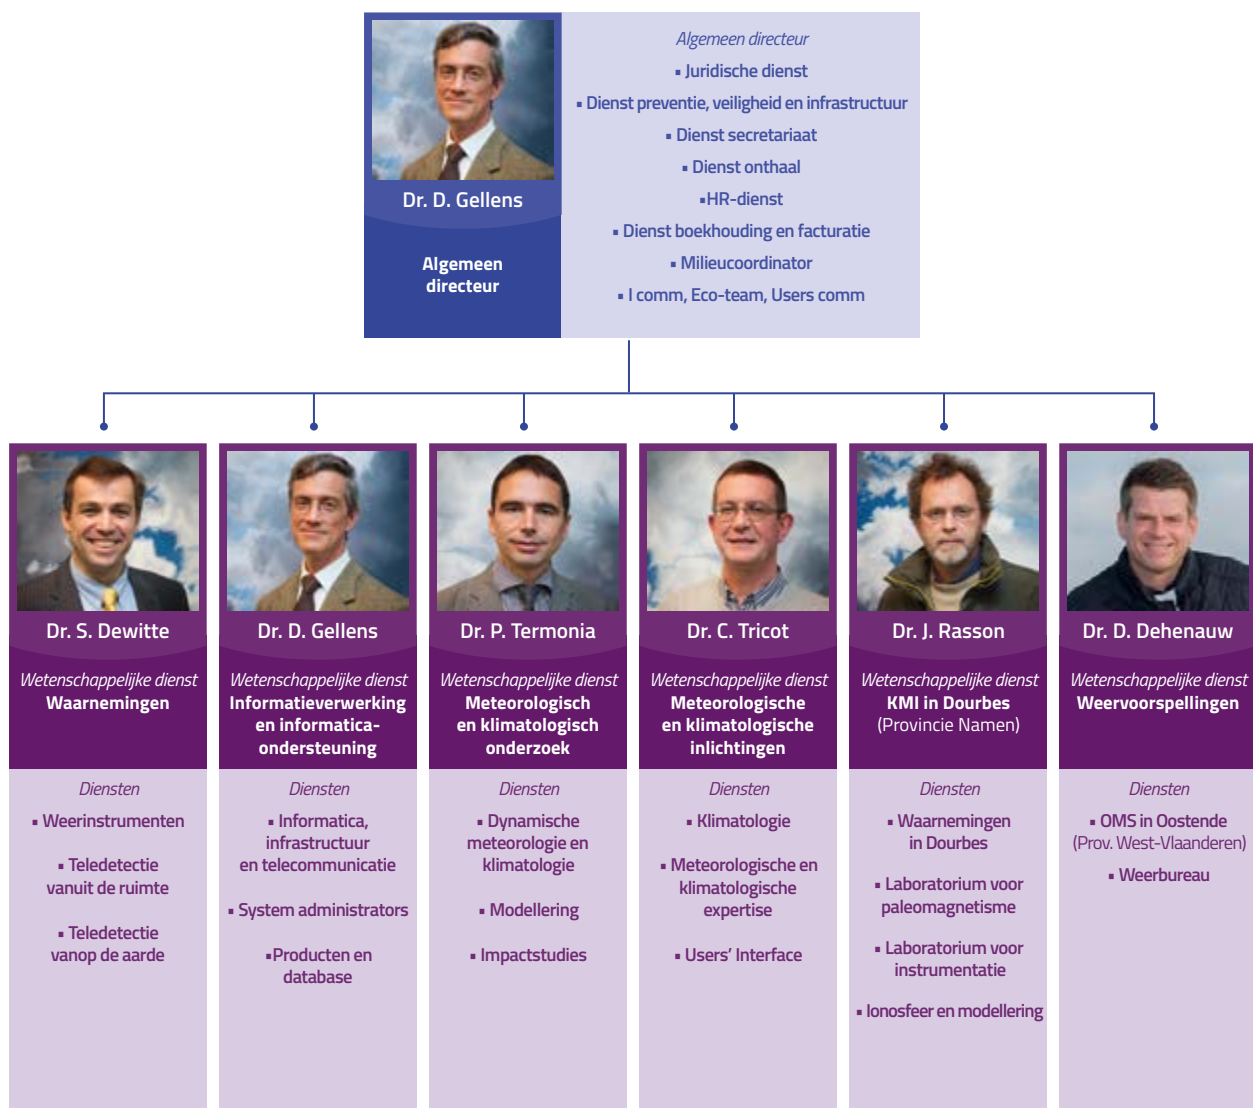 Dr. D. Gellens
Algemeen
directeur
Algemeen directeur
▪ Juridische dienst
▪ Dienst preventie, veiligheid en infrastructuur
▪ Dienst secretariaat
▪ Dienst onthaal
▪HR-dienst
▪ Dienst boekhouding en facturatie
▪ Milieucoordinator
▪ I comm, Eco-team, Users comm
Dr. S. Dewitte
Wetenschappelijke dienst
Waarnemingen
Diensten
▪ Weerinstrumenten
▪ Teledetectie
vanuit de ruimte
▪ Teledetectie
vanop de aarde
Dr. D. Gellens
Wetenschappelijke dienst
Informatieverwerking
en informatica-
ondersteuning
Diensten
▪ Informatica,
infrastructuur
en telecommunicatie
▪ System administrators
▪Producten en
database
Dr. P. Termonia
Wetenschappelijke dienst
Meteorologisch
en klimatologisch
onderzoek
Diensten
▪ Dynamische
meteorologie en
klimatologie
▪ Modellering
▪ Impactstudies
Dr. C. Tricot
Wetenschappelijke dienst
Meteorologische
en klimatologische
inlichtingen
Diensten
▪ Klimatologie
▪ Meteorologische en
klimatologische
expertise
▪ Users’ Interface
Dr. J. Rasson
Wetenschappelijke dienst
KMI in Dourbes
(Provincie Namen)
Diensten
▪ Waarnemingen
in Dourbes
▪ Laboratorium voor
paleomagnetisme
▪ Laboratorium voor
instrumentatie
▪ Ionosfeer en modellering
Dr. D. Dehenauw
Wetenschappelijke dienst
Weervoorspellingen
Diensten
▪ OMS in Oostende
(Prov. West-Vlaanderen)
▪ Weerbureau